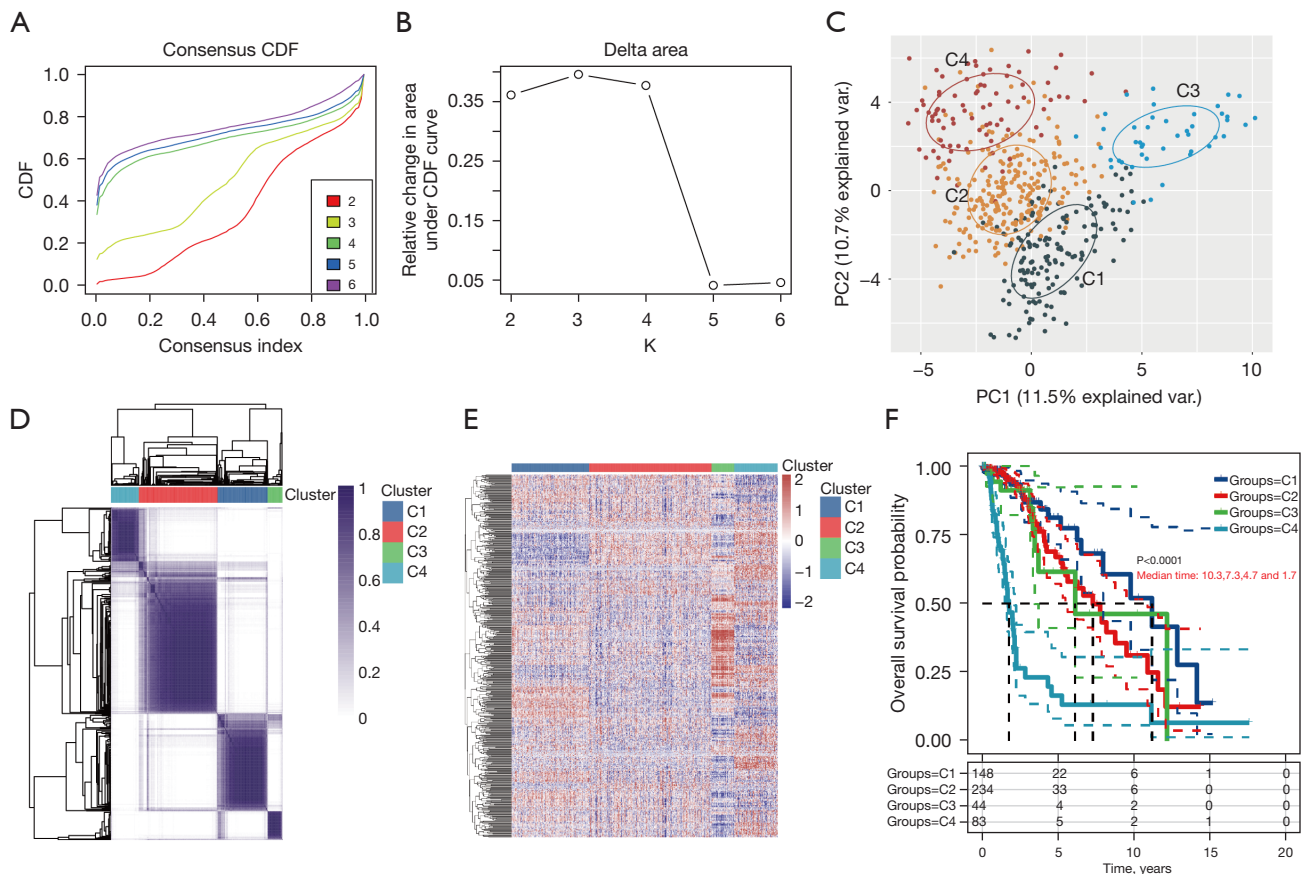 A
Consensus CDF
1.0
0.8
0.6
0.4
0.2
0.0
CDF
2
3
4
5
6
0.0 0.2 0.4 0.6 0.8 1.0
Consensus index
B
Delta area
0.35
0.25
0.15
0.05
Relative change in area
under CDF curve
2 3 4 5 6
K
C
C4
C3
C2
C1
4
0
−4
PC2 (10.7% explained var.)
−5 0 5 10
PC1 (11.5% explained var.)
D
Cluster
1
0.8
0.6
0.4
0.2
0
Cluster
C1
C2
C3
C4
E
Cluster
2
1
0
−1
−2
Cluster
C1
C2
C3
C4
F
1.00
0.75
0.50
0.25
0.00
Overall survival probability
Groups=C1
Groups=C2
Groups=C3
Groups=C4
P<0.0001
Median time: 10.3,7.3,4.7 and 1.7
Groups=C1 148 22 6 1 0
Groups=C2 234 33 6 0 0
Groups=C3 44 4 2 0 0
Groups=C4 83 5 2 1 0
0 5 10 15 20
Time, years